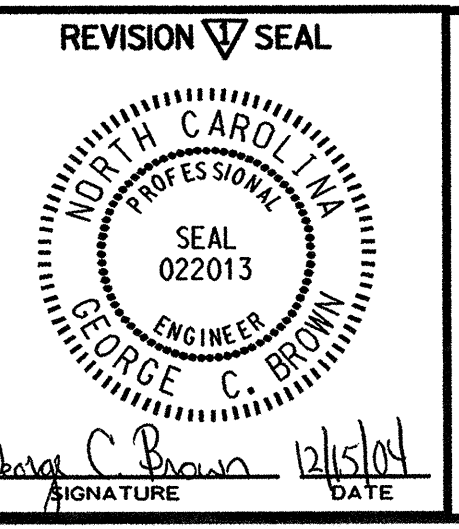 REVISION 1 SEAL
NORTH CAROLINA
PROFESSIONAL
SEAL
022013
ENGINEER
GEORGE C. BROWN
George C. Brown 12/15/04
SIGNATURE DATE